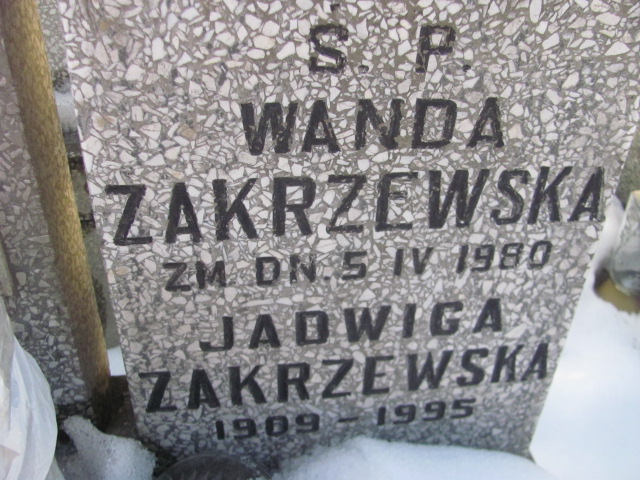 Ś. P.
WANDA
ZAKRZEWSKA
ZM DN. 5 IV 1980
JADWIGA
ZAKRZEWSKA
1909-1995